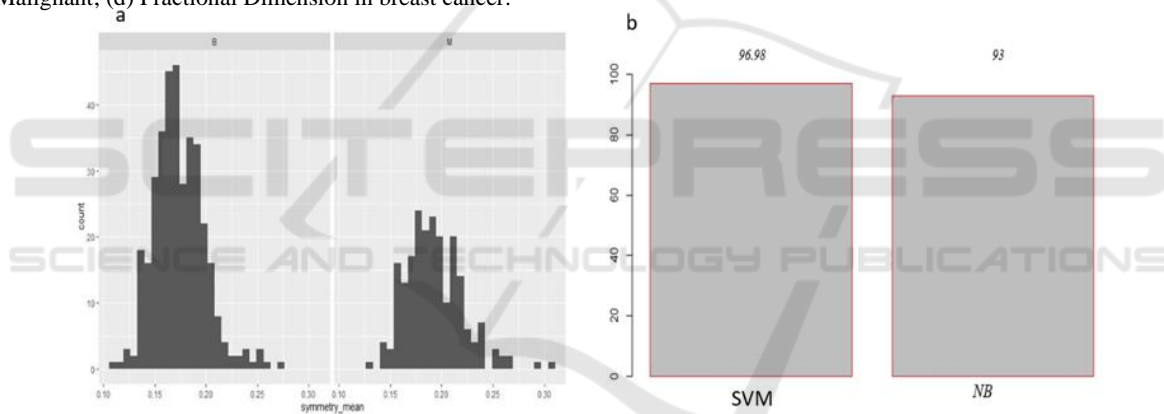 Malignant; (d) Fractional Dimension in breast cancer.
a
B
M
count
40
30
20
10
0
0.10 0.15 0.20 0.25 0.30
0.10 0.15 0.20 0.25 0.30
symmetry_mean
b
96.98
93
100
80
60
40
20
0
SVM
NB
SCITEPRESS
SCIENCE AND TECHNOLOGY PUBLICATIONS